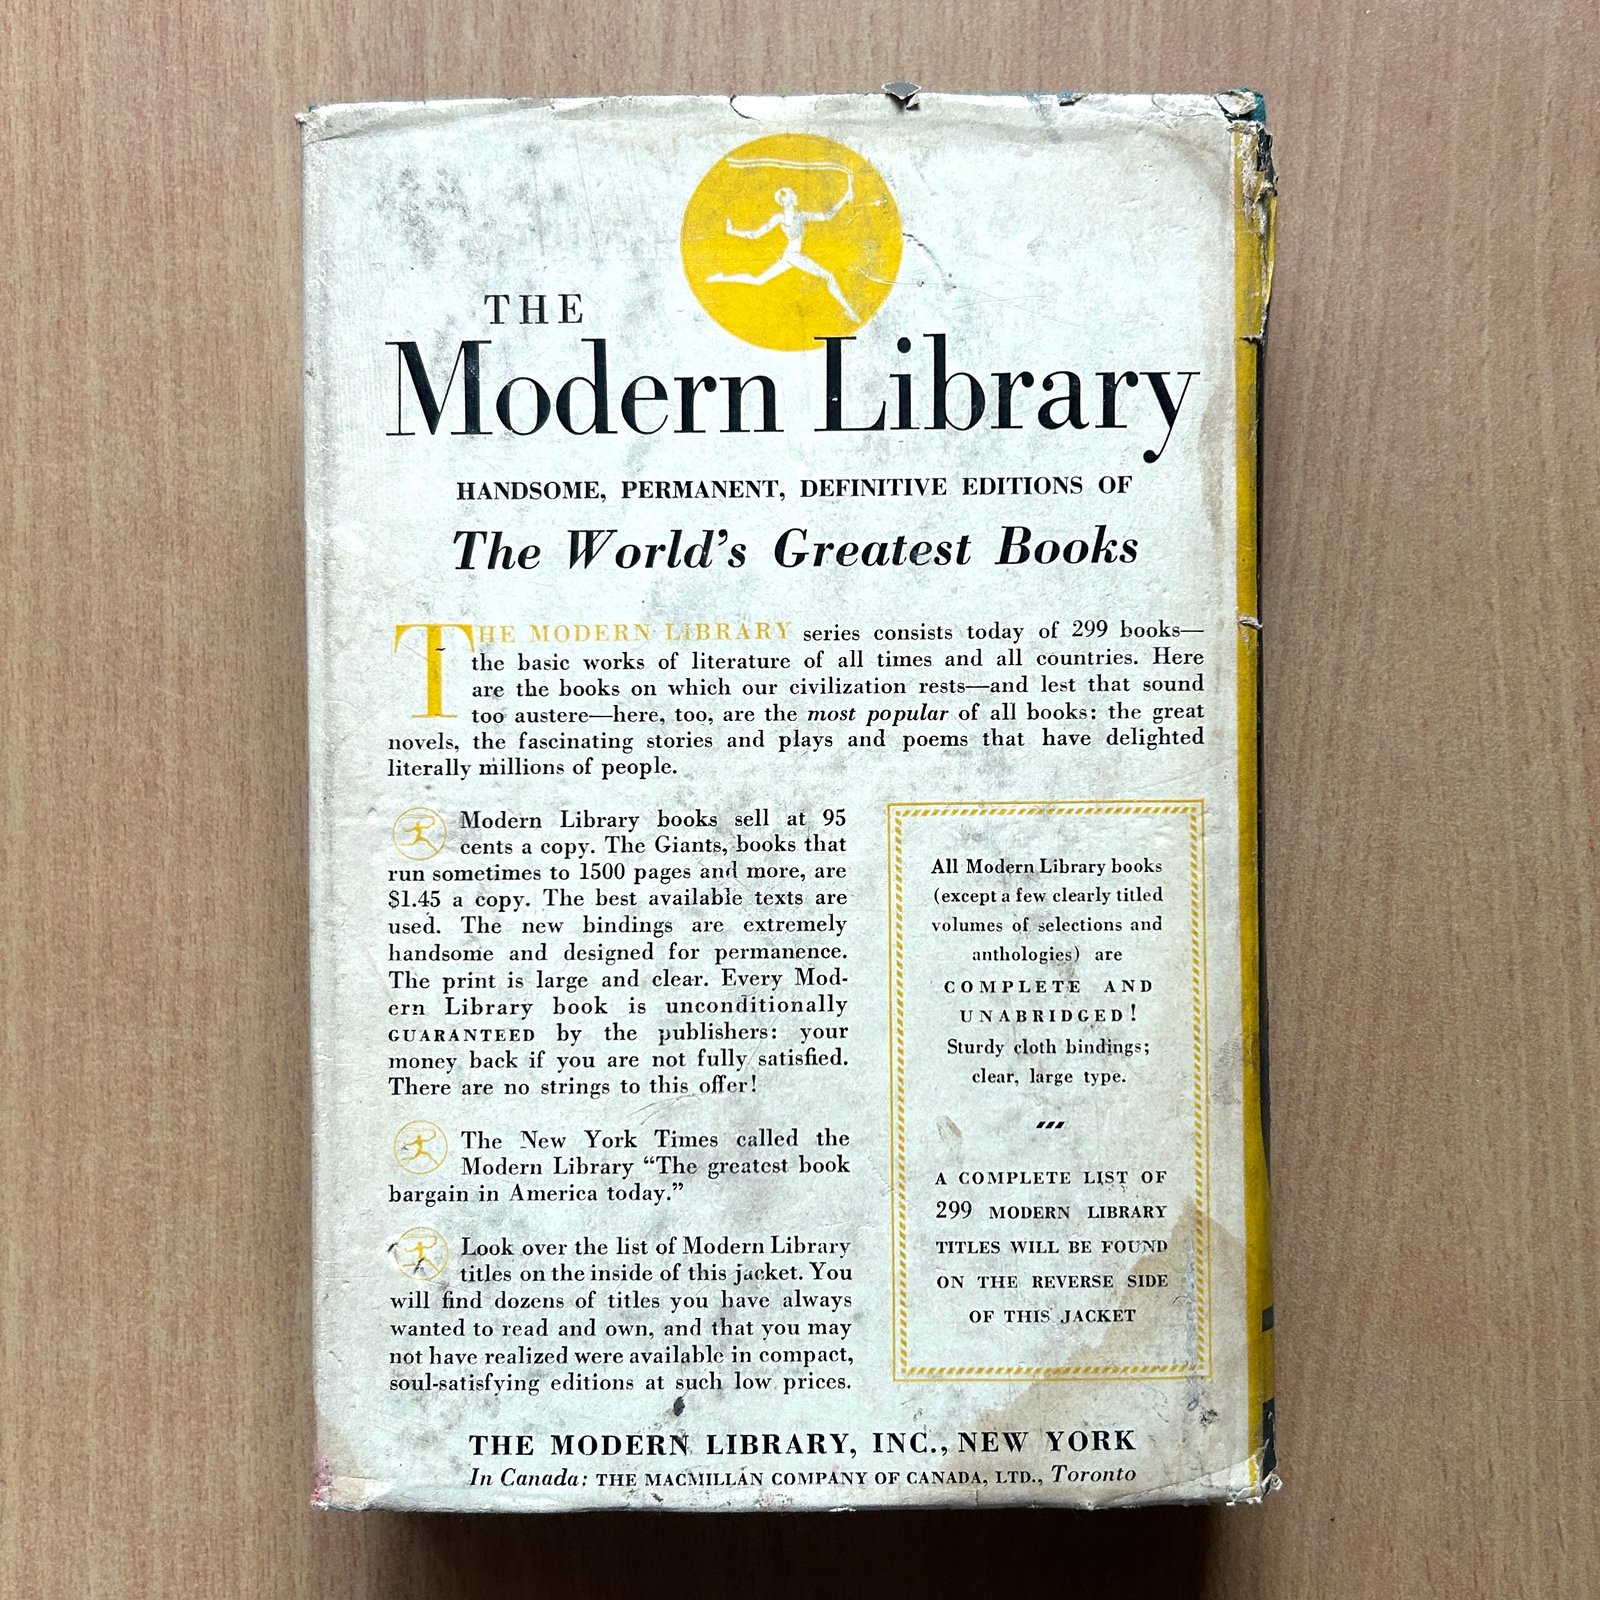 THE
Modern Library
HANDSOME, PERMANENT, DEFINITIVE EDITIONS OF
The World's Greatest Books
THE MODERN LIBRARY series consists today of 299 books—
the basic works of literature of all times and all countries. Here
are the books on which our civilization rests—and lest that sound
too austere—here, too, are the most popular of all books: the great
novels, the fascinating stories and plays and poems that have delighted
literally millions of people.
Modern Library books sell at 95
cents a copy. The Giants, books that
run sometimes to 1500 pages and more, are
$1.45 a copy. The best available texts are
used. The new bindings are extremely
handsome and designed for permanence.
The print is large and clear. Every Mod-
ern Library book is unconditionally
GUARANTEED by the publishers: your
money back if you are not fully satisfied.
There are no strings to this offer!
The New York Times called the
Modern Library “The greatest book
bargain in America today.”
Look over the list of Modern Library
titles on the inside of this jacket. You
will find dozens of titles you have always
wanted to read and own, and that you may
not have realized were available in compact,
soul-satisfying editions at such low prices.
All Modern Library books
(except a few clearly titled
volumes of selections and
anthologies) are
COMPLETE AND
UNABRIDGED!
Sturdy cloth bindings;
clear, large type.
A COMPLETE LIST OF
299 MODERN LIBRARY
TITLES WILL BE FOUND
ON THE REVERSE SIDE
OF THIS JACKET
THE MODERN LIBRARY, INC., NEW YORK
In Canada: THE MACMILLAN COMPANY OF CANADA, LTD., Toronto